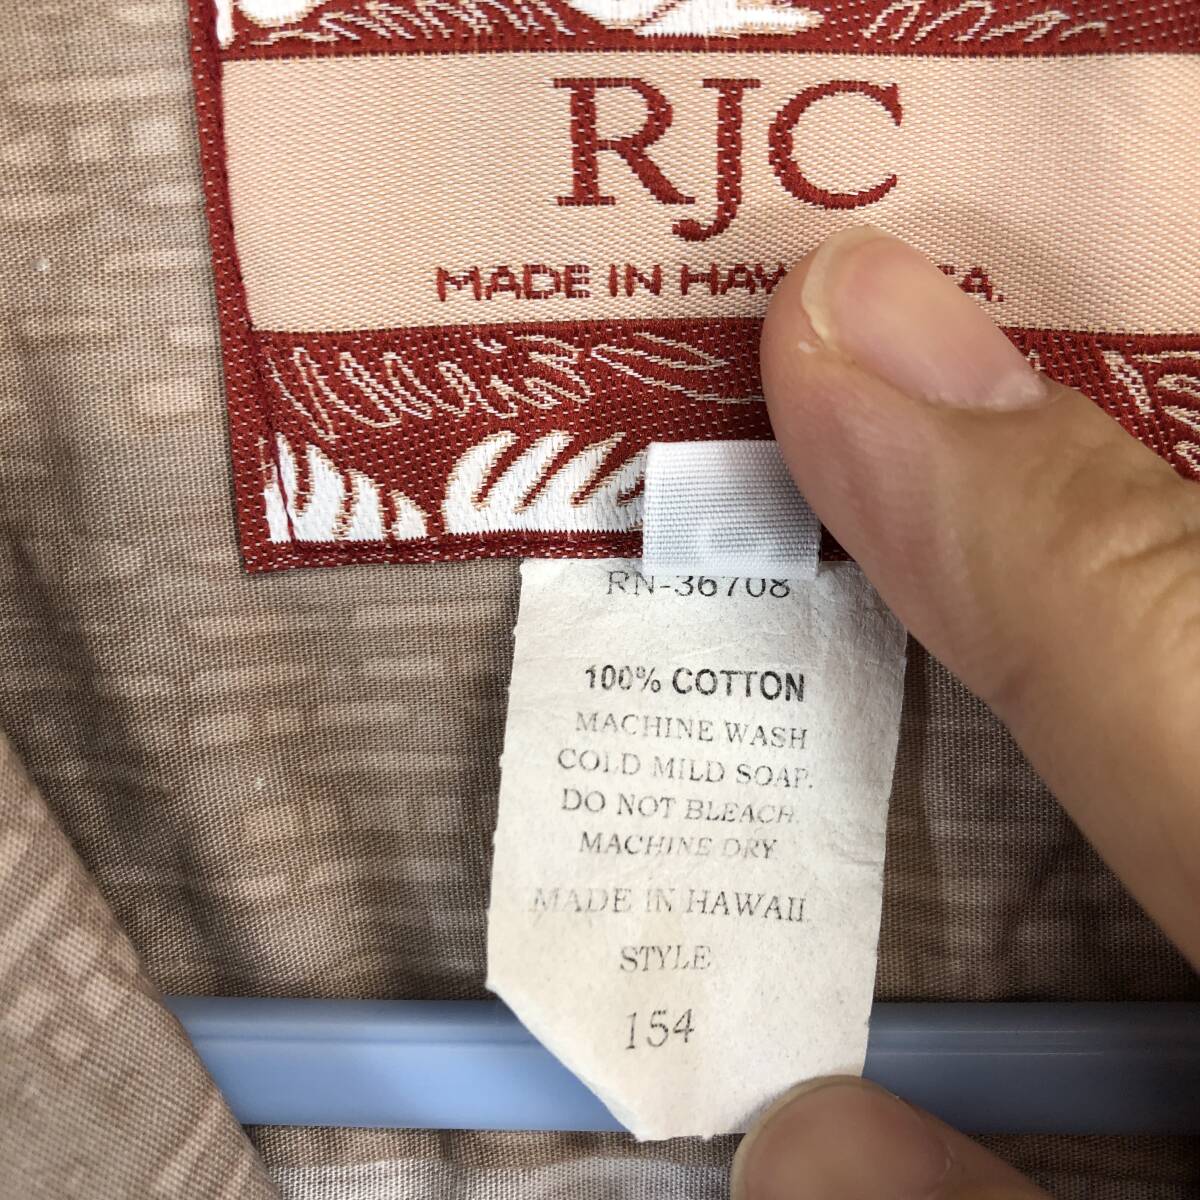 RJC
MADE IN
RN-36708
100% COTTON
MACHINE WASH
COLD MILD SOAP.
DO NOT BLEACH.
MACHINE DRY
MADE IN HAWAII
STYLE
154